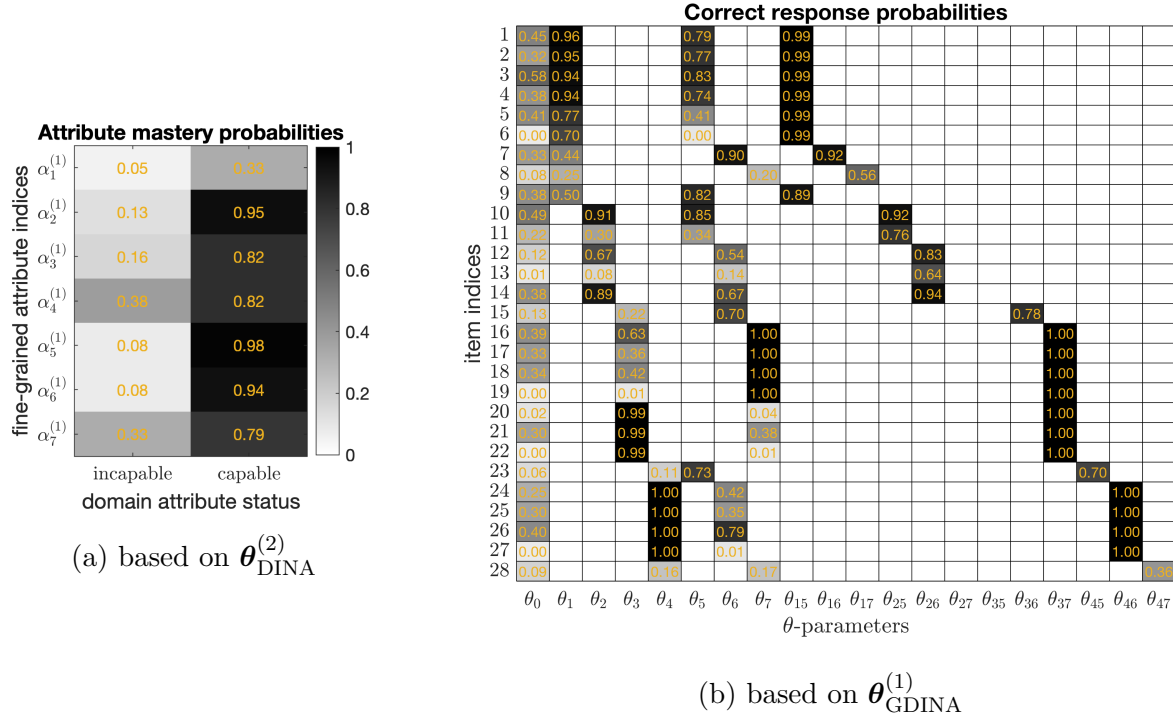 Attribute mastery probabilities
fine-grained attribute indices
α₁⁽¹⁾ 0.05 0.33
α₂⁽¹⁾ 0.13 0.95
α₃⁽¹⁾ 0.16 0.82
α₄⁽¹⁾ 0.38 0.82
α₅⁽¹⁾ 0.08 0.98
α₆⁽¹⁾ 0.08 0.94
α₇⁽¹⁾ 0.33 0.79
1
0.8
0.6
0.4
0.2
0
incapable capable
domain attribute status
(a) based on θ_DINA^(2)
Correct response probabilities
item indices
1 0.45 0.96 0.79 0.99
2 0.32 0.95 0.77 0.99
3 0.58 0.94 0.83 0.99
4 0.38 0.94 0.74 0.99
5 0.41 0.77 0.41 0.99
6 0.00 0.70 0.00 0.99
7 0.33 0.44 0.90 0.92
8 0.08 0.20 0.56
9 0.38 0.50 0.82 0.89
10 0.49 0.91 0.85 0.92
11 0.30 0.34 0.76
12 0.12 0.67 0.54 0.83
13 0.01 0.08 0.14 0.64
14 0.38 0.89 0.67 0.94
15 0.13 0.70 0.78
16 0.39 0.63 1.00 1.00
17 0.33 0.36 1.00 1.00
18 0.34 0.42 1.00 1.00
19 0.00 0.01 1.00 1.00
20 0.02 0.99 0.04 1.00
21 0.30 0.99 0.38 1.00
22 0.00 0.99 0.01 1.00
23 0.06 0.11 0.73 0.70
24 1.00 0.42 1.00
25 0.30 1.00 0.35 1.00
26 0.40 1.00 0.79 1.00
27 0.00 1.00 0.01 1.00
28 0.09 0.16 0.17 0.36
θ₀ θ₁ θ₂ θ₃ θ₄ θ₅ θ₆ θ₇ θ₁₅ θ₁₆ θ₁₇ θ₂₅ θ₂₆ θ₂₇ θ₃₅ θ₃₆ θ₃₇ θ₄₅ θ₄₆ θ₄₇
θ-parameters
(b) based on θ_GDINA^(1)